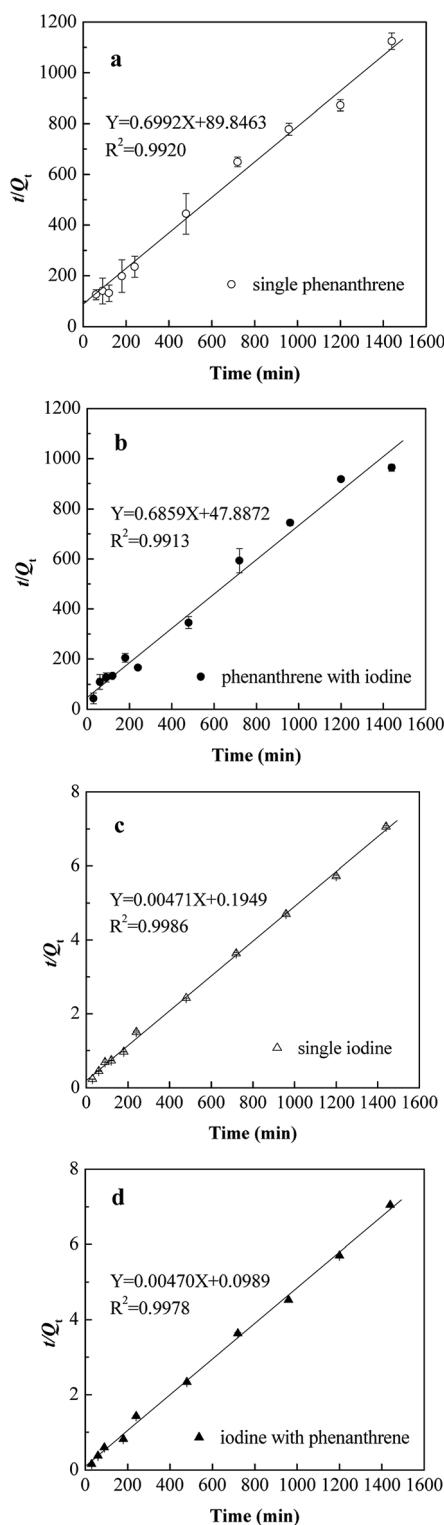 1200
a
1000
Y=0.6992X+89.8463
R²=0.9920
800
t/Qt
600
400
200
single phenanthrene
0
0 200 400 600 800 1000 1200 1400 1600
Time (min)
1200
b
1000
Y=0.6859X+47.8872
R²=0.9913
800
t/Qt
600
400
200
phenanthrene with iodine
0
0 200 400 600 800 1000 1200 1400 1600
Time (min)
8
c
6
Y=0.00471X+0.1949
R²=0.9986
t/Qt
4
2
single iodine
0
0 200 400 600 800 1000 1200 1400 1600
Time (min)
8
d
6
Y=0.00470X+0.0989
R²=0.9978
t/Qt
4
2
iodine with phenanthrene
0
0 200 400 600 800 1000 1200 1400 1600
Time (min)